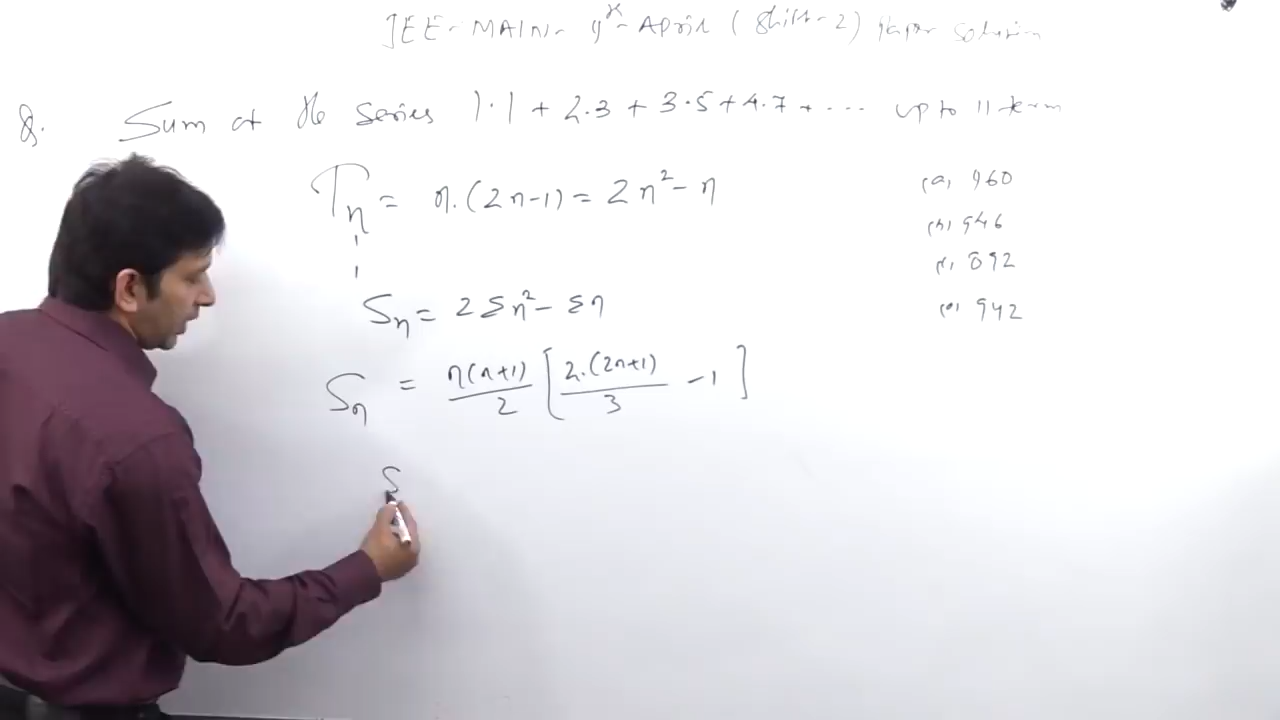 JEE-MAIN- 9th-April (Shift-2) paper solution
Q. Sum of the series 1·1 + 2·3 + 3·5 + 4·7 + ... upto 11 term
Tn = n·(2n-1) = 2n² - n
(a) 960
(b) 946
(c) 892
(d) 942
Sn = 2Σn² - Σn
Sn = n(n+1)/2 [2·(2n+1)/3 - 1]
S